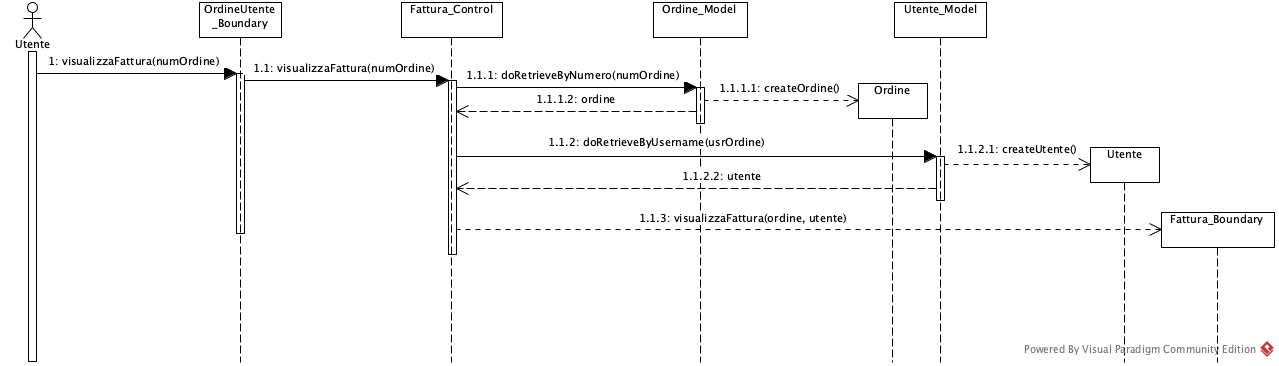 OrdineUtente
_Boundary
Fattura_Control
Ordine_Model
Utente_Model
Utente
1: visualizzaFattura(numOrdine)
1.1: visualizzaFattura(numOrdine)
1.1.1: doRetrieveByNumero(numOrdine)
1.1.1.1: createOrdine()
Ordine
1.1.1.2: ordine
1.1.2: doRetrieveByUsername(usrOrdine)
1.1.2.1: createUtente()
Utente
1.1.2.2: utente
1.1.3: visualizzaFattura(ordine, utente)
Fattura_Boundary
Powered By Visual Paradigm Community Edition